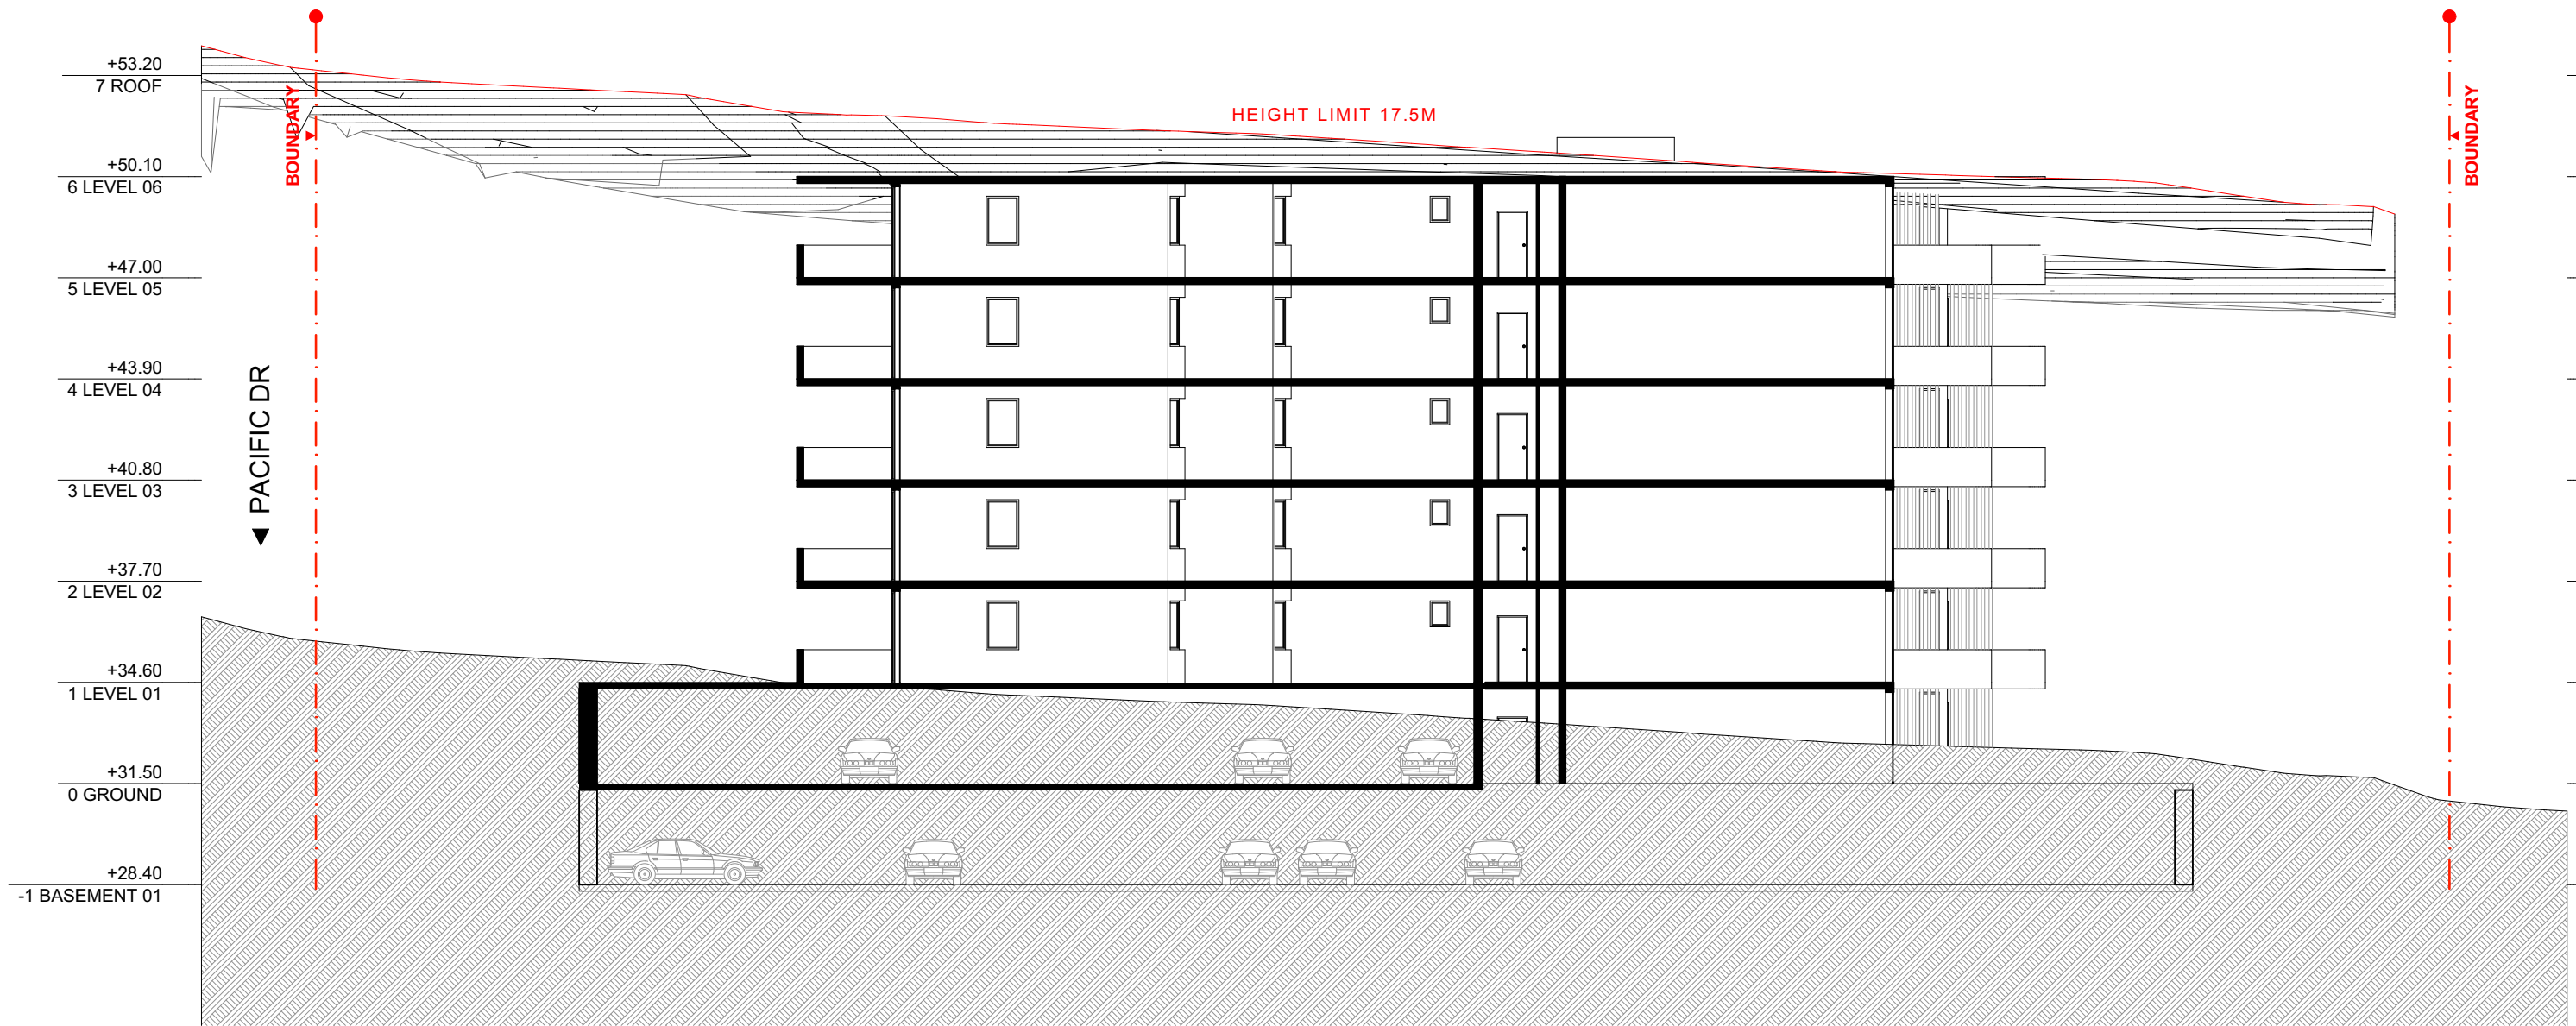 +53.20
7 ROOF
BOUNDARY
HEIGHT LIMIT 17.5M
BOUNDARY
+50.10
6 LEVEL 06
+47.00
5 LEVEL 05
+43.90
4 LEVEL 04
PACIFIC DR
+40.80
3 LEVEL 03
+37.70
2 LEVEL 02
+34.60
1 LEVEL 01
+31.50
0 GROUND
+28.40
-1 BASEMENT 01